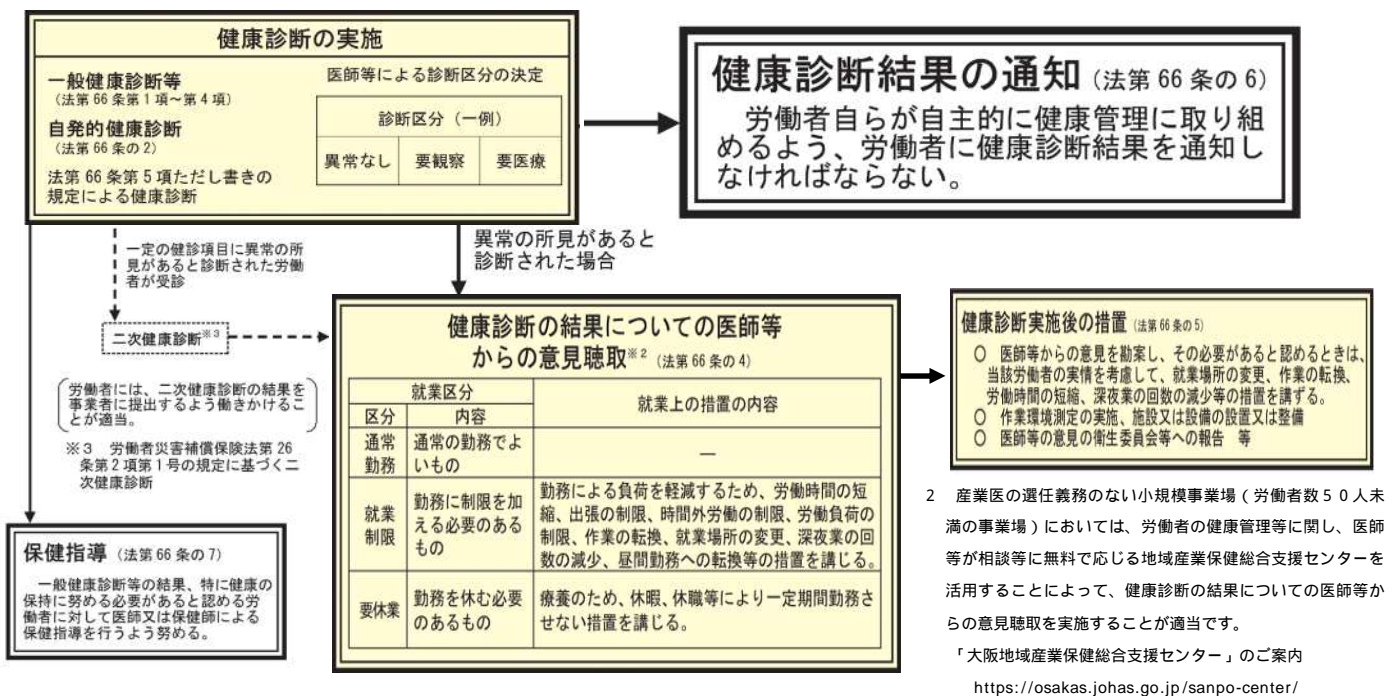 健康診断の実施
一般健康診断等
（法第66条第1項～第4項）
自発的健康診断
（法第66条の2）
法第66条第5項ただし書きの
規定による健康診断
医師等による診断区分の決定
診断区分（一例）
異常なし 要観察 要医療
健康診断結果の通知（法第66条の6）
労働者自らが自主的に健康管理に取り組
めるよう、労働者に健康診断結果を通知し
なければならない。
一定の健診項目に異常の所
見があると診断された労働
者が受診
異常の所見があると
診断された場合
二次健康診断※3
労働者には、二次健康診断の結果を
事業者に提出するよう働きかけるこ
とが適当。
※3 労働者災害補償保険法第26
条第2項第1号の規定に基づく二
次健康診断
保健指導（法第66条の7）
一般健康診断等の結果、特に健康の
保持に努める必要があると認める労
働者に対して医師又は保健師による
保健指導を行うよう努める。
健康診断の結果についての医師等
からの意見聴取※2（法第66条の4）
就業区分 就業上の措置の内容
区分 内容
通常
勤務
通常の勤務でよ
いもの
―
就業
制限
勤務に制限を加
える必要のある
もの
勤務による負荷を軽減するため、労働時間の短
縮、出張の制限、時間外労働の制限、労働負荷の
制限、作業の転換、就業場所の変更、深夜業の回
数の減少、昼間勤務への転換等の措置を講じる。
要休業
勤務を休む必要
のあるもの
療養のため、休暇、休職等により一定期間勤務さ
せない措置を講じる。
健康診断実施後の措置（法第66条の5）
○ 医師等からの意見を勘案し、その必要があると認めるときは、
当該労働者の実情を考慮して、就業場所の変更、作業の転換、
労働時間の短縮、深夜業の回数の減少等の措置を講ずる。
○ 作業環境測定の実施、施設又は設備の設置又は整備
○ 医師等の意見の衛生委員会等への報告 等
2 産業医の選任義務のない小規模事業場（労働者数５０人未
満の事業場）においては、労働者の健康管理等に関し、医師
等が相談等に無料で応じる地域産業保健総合支援センターを
活用することによって、健康診断の結果についての医師等か
らの意見聴取を実施することが適当です。
「大阪地域産業保健総合支援センター」のご案内
https://osakas.johas.go.jp/sanpo-center/